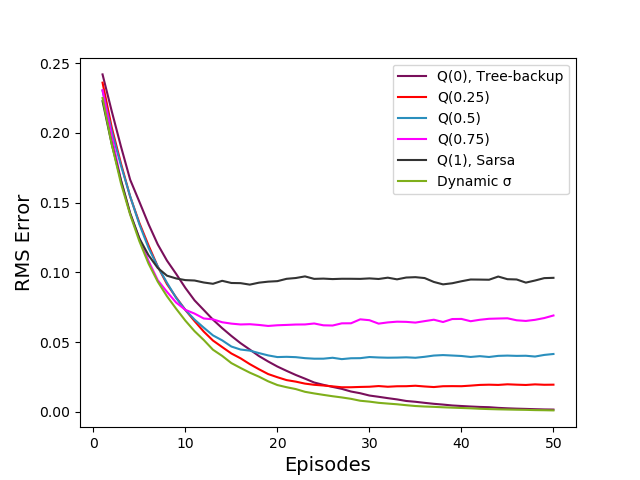 0.25
0.20
0.15
0.10
0.05
0.00
RMS Error
0 10 20 30 40 50
Episodes
Q(0), Tree-backup
Q(0.25)
Q(0.5)
Q(0.75)
Q(1), Sarsa
Dynamic σ